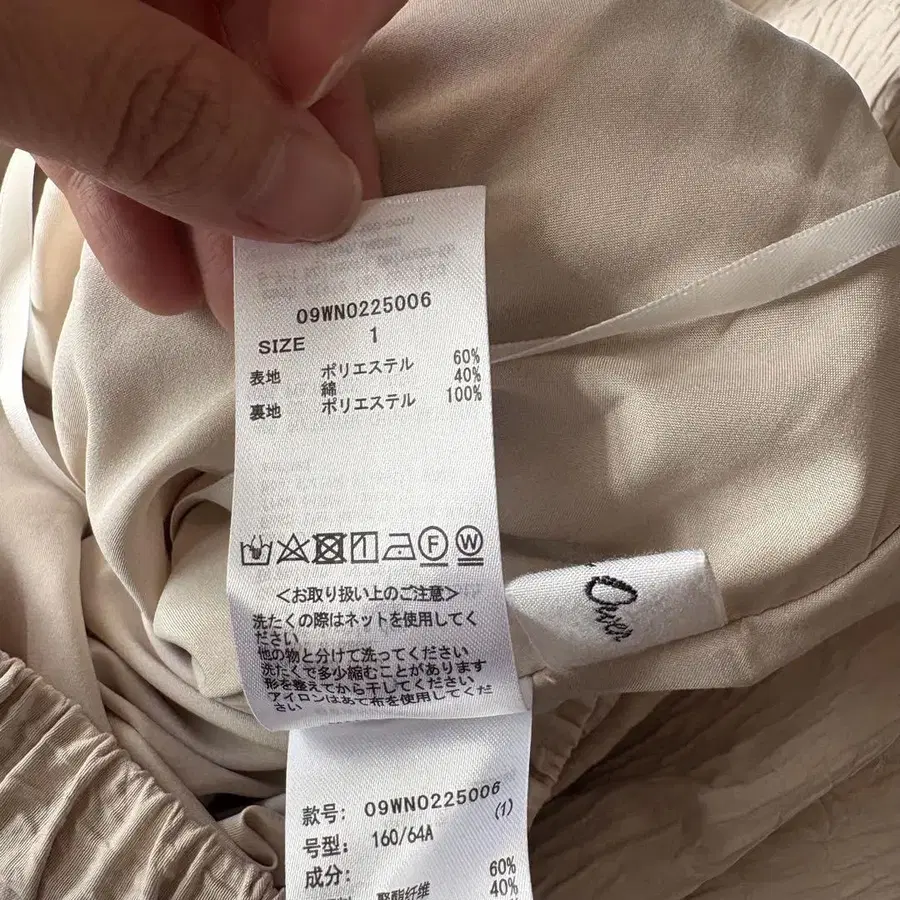 09WN0225006
SIZE 1
表地 ポリエステル 60%
綿 40%
裏地 ポリエステル 100%
F W
<お取り扱い上のご注意>
洗たくの際はネットを使用してく
ださい
他の物と分けて洗ってください
洗たくで多少縮むことがあります
形を整えてから干してください
アイロンはあて布を使用してくだ
さい
Owen
款号: 09WN0225006
(1)
号型: 160/64A
成分:
60%
聚酯纤维 40%